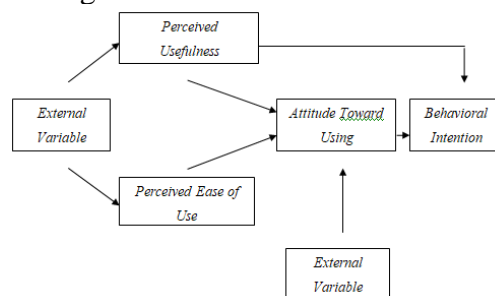 Perceived
Usefulness
External
Variable
Attitude Toward
Using
Behavioral
Intention
Perceived Ease of
Use
External
Variable